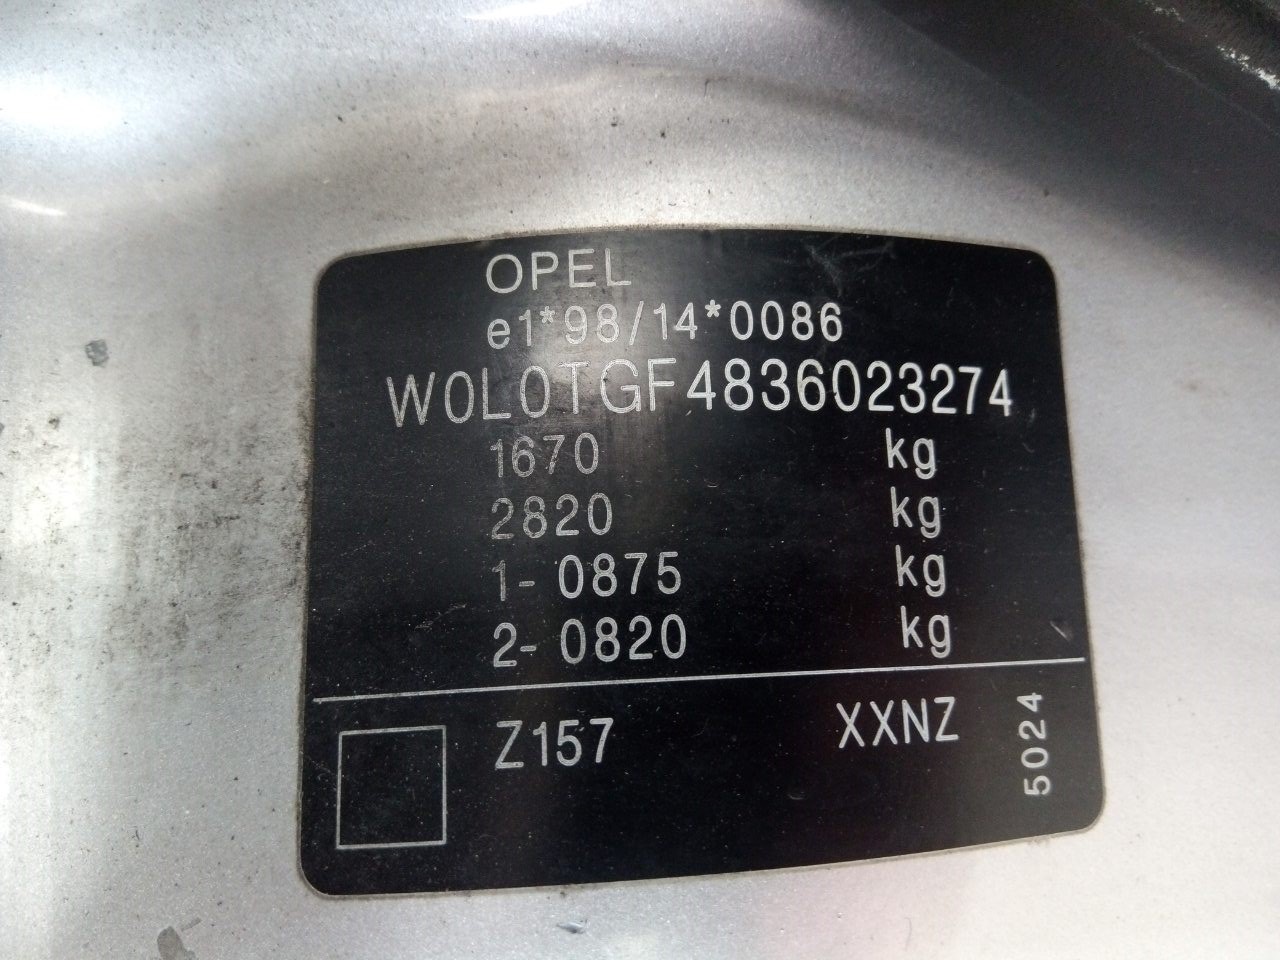 OPEL
e1*98/14*0086
W0L0TGF4836023274
1670 kg
2820 kg
1- 0875 kg
2- 0820 kg
Z157 XXNZ
5024